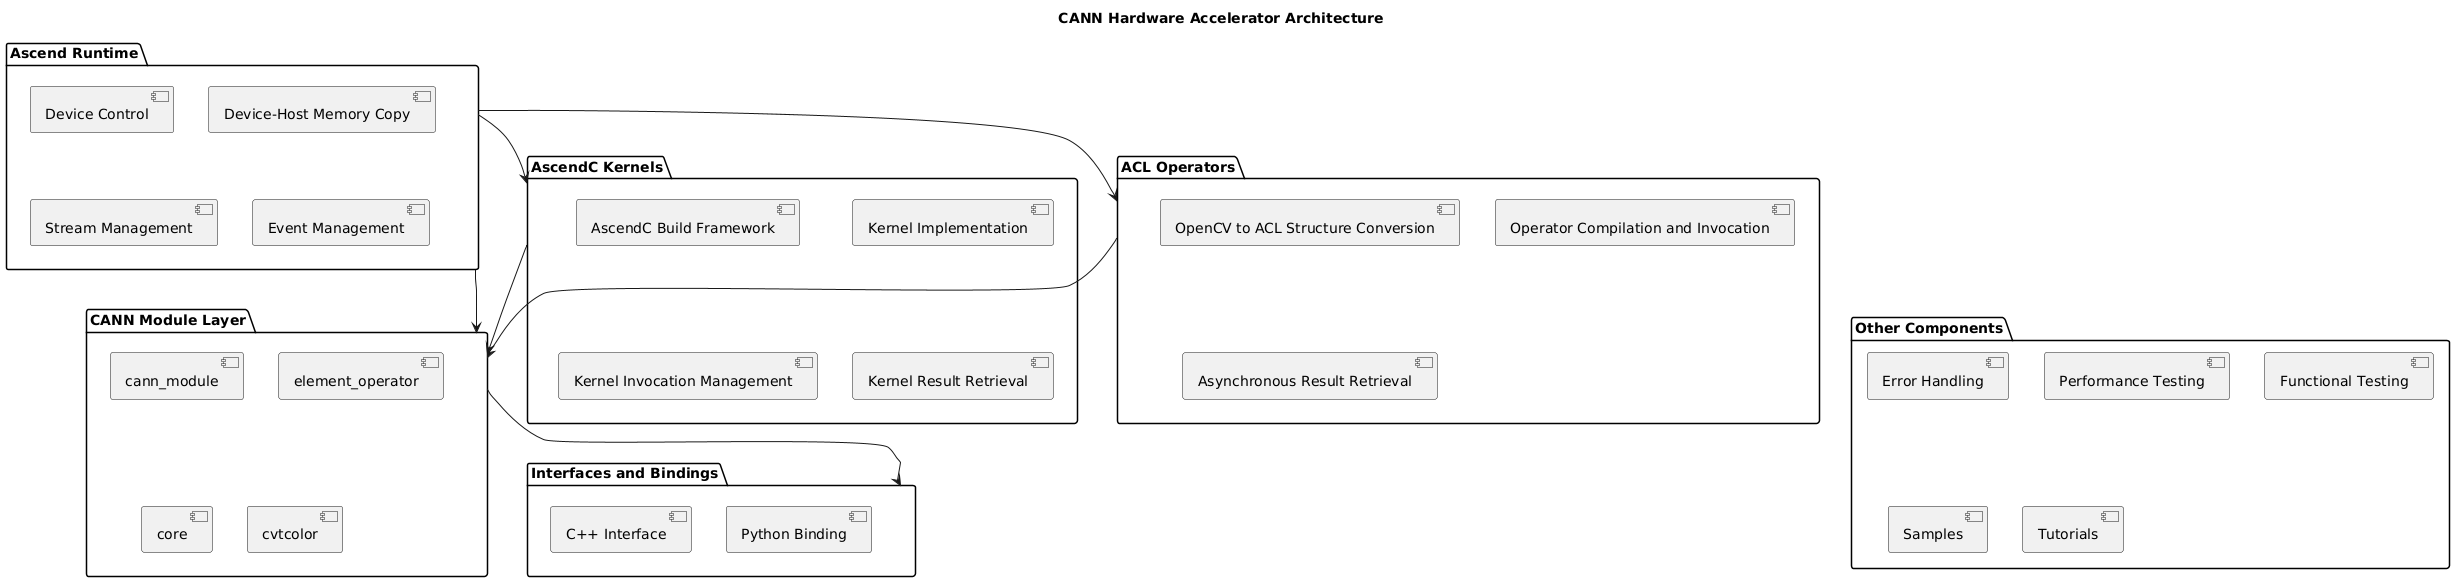 CANN Hardware Accelerator Architecture
Ascend Runtime
Device Control
Device-Host Memory Copy
Stream Management
Event Management
AscendC Kernels
AscendC Build Framework
Kernel Implementation
Kernel Invocation Management
Kernel Result Retrieval
ACL Operators
OpenCV to ACL Structure Conversion
Operator Compilation and Invocation
Asynchronous Result Retrieval
CANN Module Layer
cann_module
element_operator
core
cvtcolor
Interfaces and Bindings
C++ Interface
Python Binding
Other Components
Error Handling
Performance Testing
Functional Testing
Samples
Tutorials